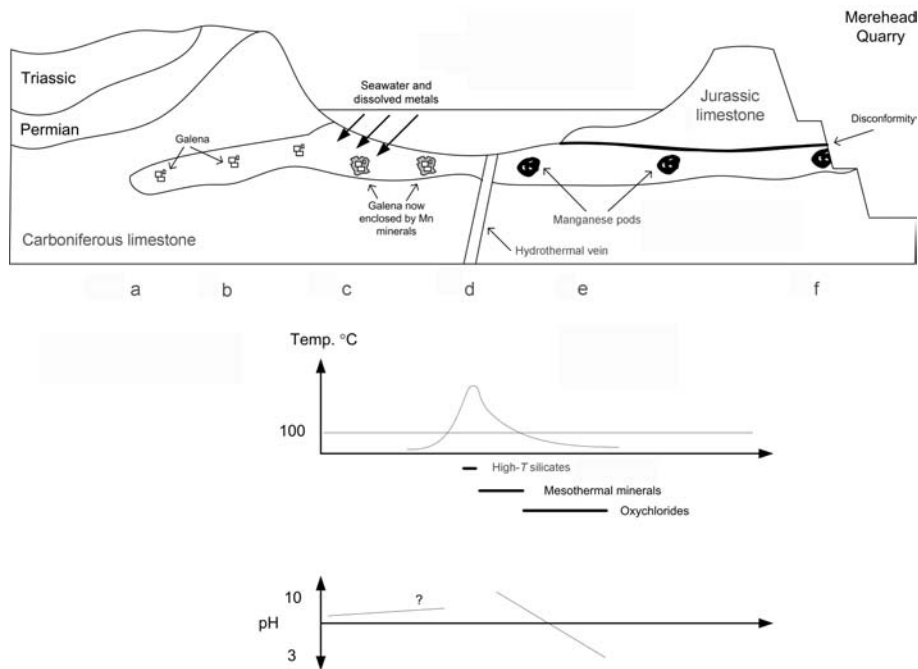 Merehead
Quarry
Triassic
Permian
Galena
Seawater and
dissolved metals
Jurassic
limestone
Disconformity
Galena now
enclosed by Mn
minerals
Manganese pods
Hydrothermal vein
Carboniferous limestone
a b c d e f
Temp. °C
100
High-T silicates
Mesothermal minerals
Oxychlorides
10
?
pH
3